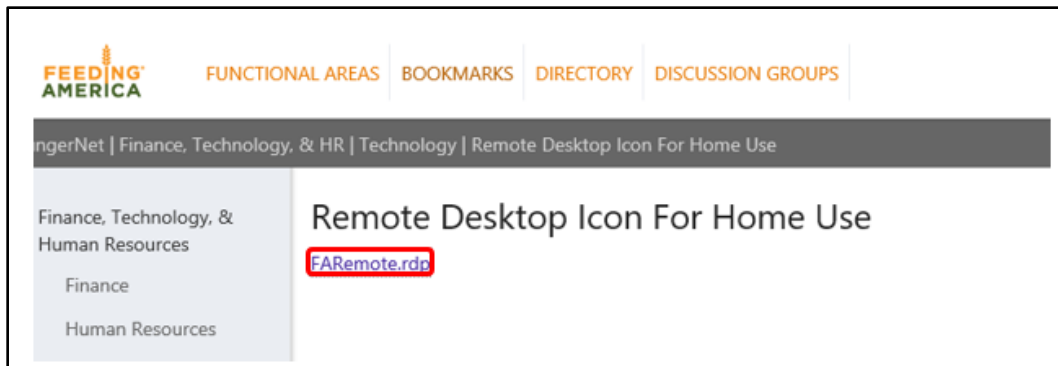 FEEDING
AMERICA
FUNCTIONAL AREAS BOOKMARKS DIRECTORY DISCUSSION GROUPS
ngerNet | Finance, Technology, & HR | Technology | Remote Desktop Icon For Home Use
Finance, Technology, &
Human Resources
Finance
Human Resources
Remote Desktop Icon For Home Use
FARemote.rdp